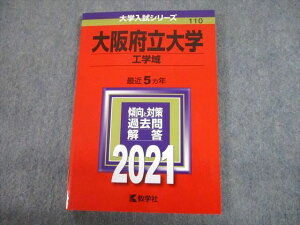 大学入試シリーズ
110
大阪府立大学
工学域
最近5カ年
傾向と対策
過去問
解答
2021
教学社